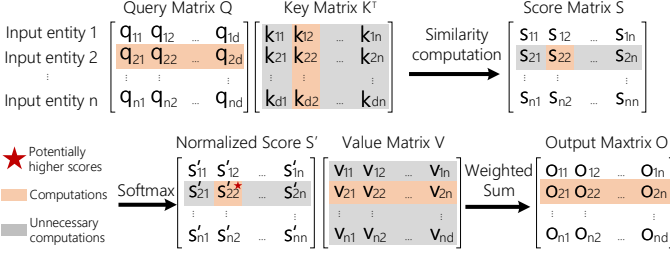 Query Matrix Q Key Matrix Kᵀ Score Matrix S
Input entity 1 q11 q12 ... q1d k11 k12 ... k1n Similarity s11 s12 ... s1n
Input entity 2 q21 q22 ... q2d k21 k22 ... k2n computation s21 s22 ... s2n
⋮ ⋮ ⋮ ⋮ ⋮ ⋮ ⋮
Input entity n qn1 qn2 ... qnd kd1 kd2 ... kdn sn1 sn2 ... snn
Normalized Score S' Value Matrix V Output Maxtrix O
Potentially higher scores
Computations
Unnecessary computations
Softmax
s'11 s'12 ... s'1n v11 v12 ... v1n Weighted o11 o12 ... o1n
s'21 s'22 ... s'2n v21 v22 ... v2n Sum o21 o22 ... o2n
⋮ ⋮ ⋮ ⋮ ⋮ ⋮
s'n1 s'n2 ... s'nn vn1 vn2 ... vnd on1 on2 ... ond